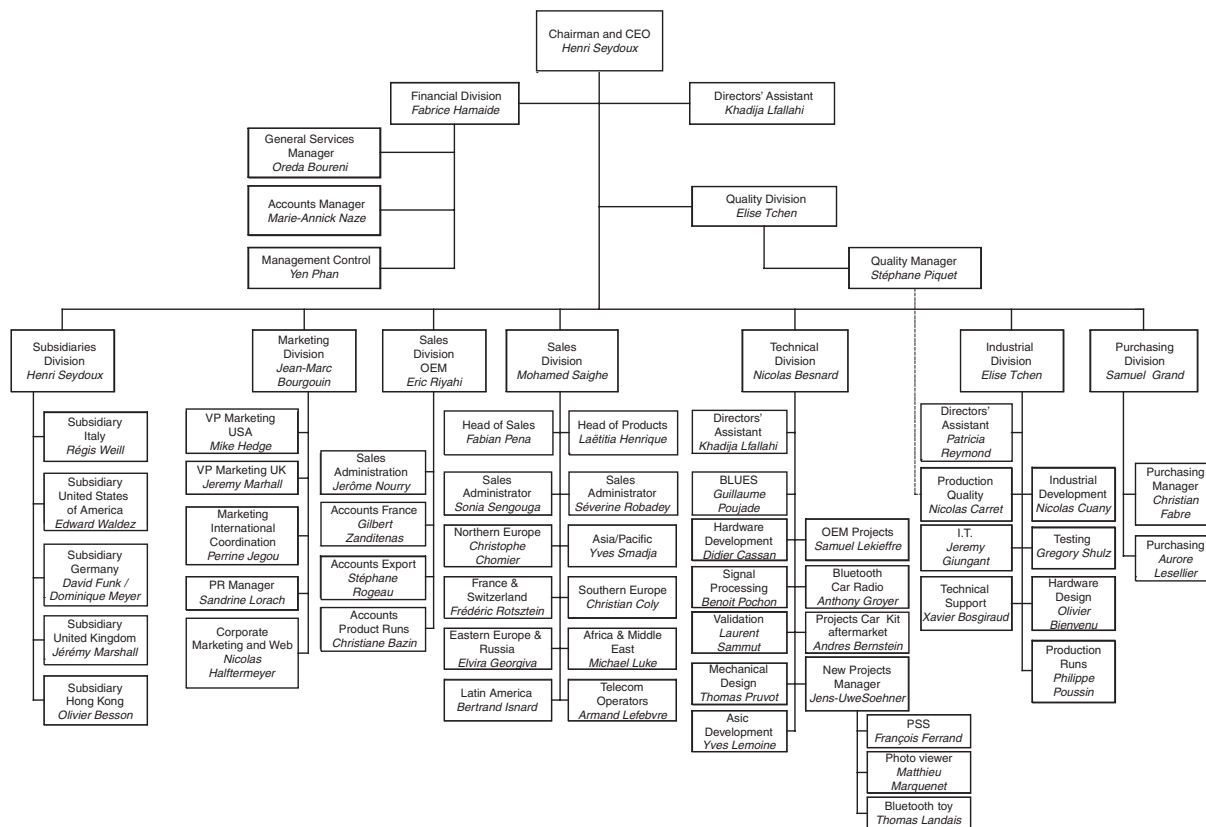 Chairman and CEO
Henri Seydoux
Financial Division
Fabrice Hamaide
Directors' Assistant
Khadija Lfallahi
General Services
Manager
Oreda Boureni
Accounts Manager
Marie-Annick Naze
Management Control
Yen Phan
Quality Division
Elise Tchen
Quality Manager
Stéphane Piquet
Subsidiaries
Division
Henri Seydoux
Subsidiary
Italy
Régis Weill
Subsidiary
United States
of America
Edward Waldez
Subsidiary
Germany
David Funk /
Dominique Meyer
Subsidiary
United Kingdom
Jérémy Marshall
Subsidiary
Hong Kong
Olivier Besson
Marketing
Division
Jean-Marc
Bourgouin
VP Marketing
USA
Mike Hedge
VP Marketing UK
Jeremy Marhall
Marketing
International
Coordination
Perrine Jegou
PR Manager
Sandrine Lorach
Corporate
Marketing and Web
Nicolas
Halftermeyer
Sales
Division
OEM
Eric Riyahi
Sales
Administration
Jerôme Nourry
Accounts France
Gilbert
Zanditenas
Accounts Export
Stéphane
Rogeau
Accounts
Product Runs
Christiane Bazin
Sales
Division
Mohamed Saighe
Head of Sales
Fabian Pena
Head of Products
Laëtitia Henrique
Sales
Administrator
Sonia Sengouga
Sales
Administrator
Séverine Robadey
Northern Europe
Christophe
Chomier
Asia/Pacific
Yves Smadja
France &
Switzerland
Frédéric Rotsztein
Southern Europe
Christian Coly
Eastern Europe &
Russia
Elvira Georgiva
Africa & Middle
East
Michael Luke
Latin America
Bertrand Isnard
Telecom
Operators
Armand Lefebvre
Technical
Division
Nicolas Besnard
Directors'
Assistant
Khadija Lfallahi
BLUES
Guillaume
Poujade
Hardware
Development
Didier Cassan
OEM Projects
Samuel Lekieffre
Signal
Processing
Benoit Pochon
Bluetooth
Car Radio
Anthony Groyer
Validation
Laurent
Sammut
Projects Car Kit
aftermarket
Andres Bernstein
Mechanical
Design
Thomas Pruvot
New Projects
Manager
Jens-UweSoehner
Asic
Development
Yves Lemoine
PSS
François Ferrand
Photo viewer
Matthieu
Marquenet
Bluetooth toy
Thomas Landais
Industrial
Division
Elise Tchen
Directors'
Assistant
Patricia
Reymond
Production
Quality
Nicolas Carret
Industrial
Development
Nicolas Cuany
I.T.
Jeremy
Giungant
Testing
Gregory Shulz
Technical
Support
Xavier Bosgiraud
Hardware
Design
Olivier
Bienvenu
Production
Runs
Philippe
Poussin
Purchasing
Division
Samuel Grand
Purchasing
Manager
Christian
Fabre
Purchasing
Aurore
Lesellier